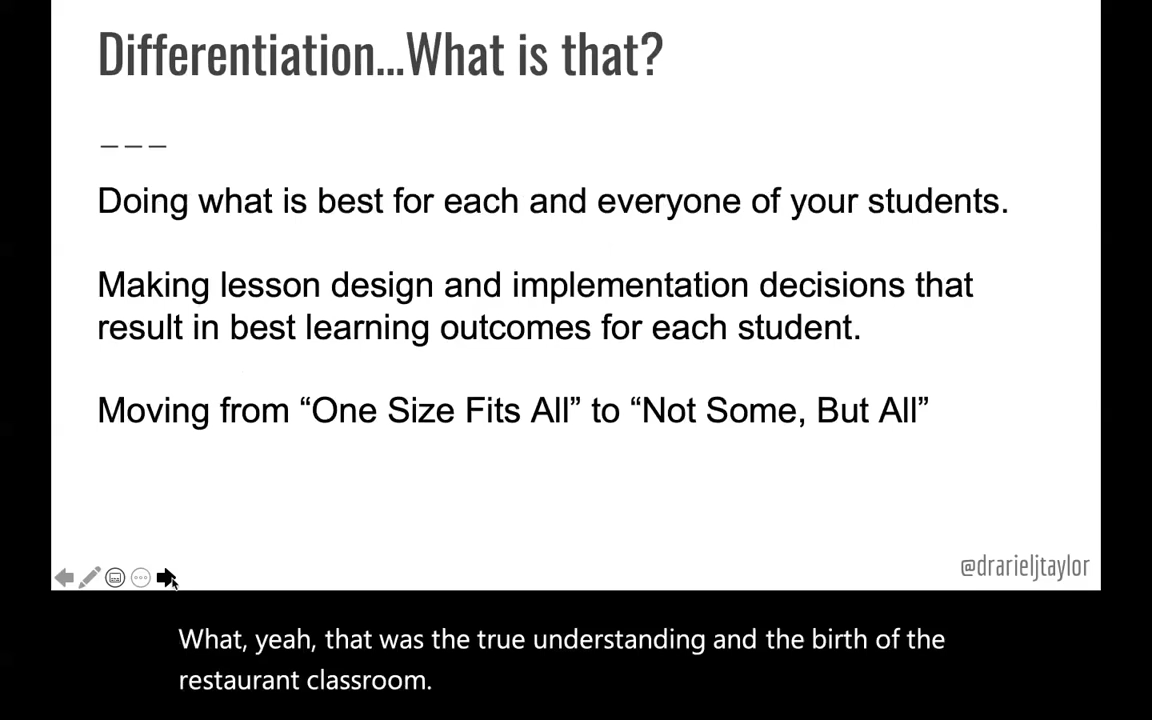 Differentiation...What is that?
___
Doing what is best for each and everyone of your students.
Making lesson design and implementation decisions that
result in best learning outcomes for each student.
Moving from “One Size Fits All” to “Not Some, But All”
@drarieljtaylor
What, yeah, that was the true understanding and the birth of the
restaurant classroom.